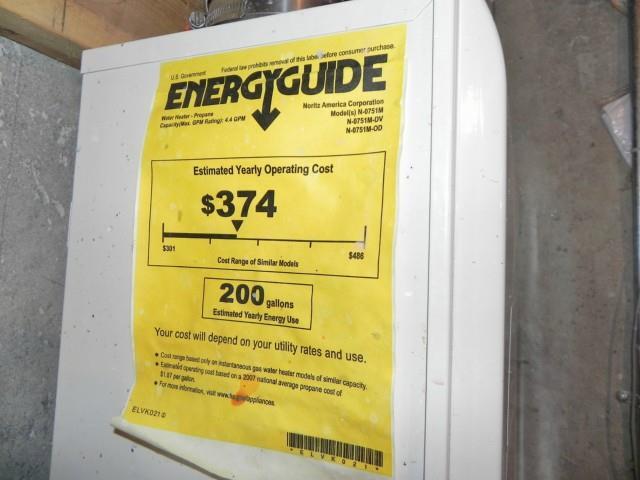 U.S. Government
Federal law prohibits removal of this label before consumer purchase.
ENERGYGUIDE
Water Heater - Propane
Capacity(Max. GPM Rating): 4.4 GPM
Noritz America Corporation
Model(s) N-0751M
N-0751M-DV
N-0751M-OD
Estimated Yearly Operating Cost
$374
$301
$486
Cost Range of Similar Models
200 gallons
Estimated Yearly Energy Use
Your cost will depend on your utility rates and use.
• Cost range based only on instantaneous gas water heater models of similar capacity.
• Estimated operating cost based on a 2007 national average propane cost of
per gallon.
• For more information, visit
ELVK021
*ELVK021*